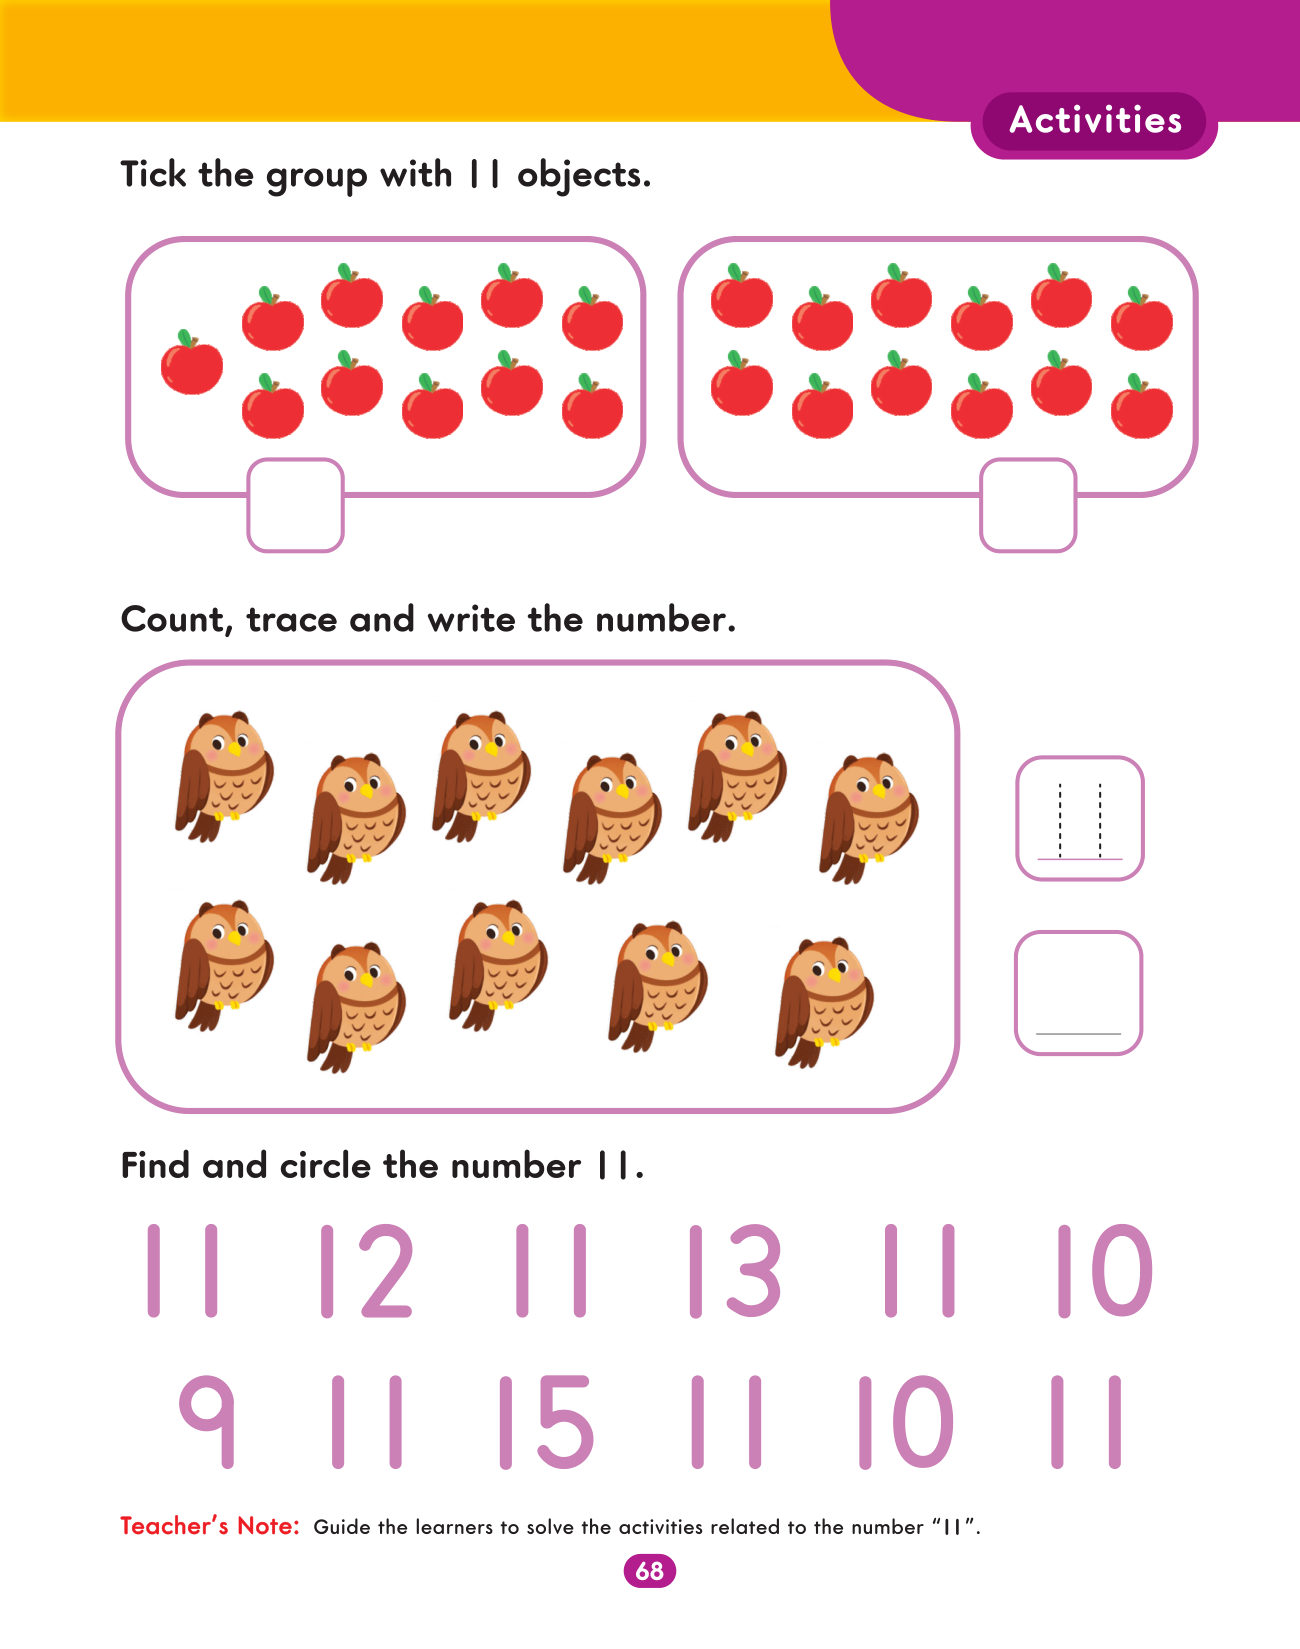 Activities
Tick the group with 11 objects.
Count, trace and write the number.
11
Find and circle the number 11.
11 12 11 13 11 10
9 11 15 11 10 11
Teacher's Note: Guide the learners to solve the activities related to the number “11”.
68